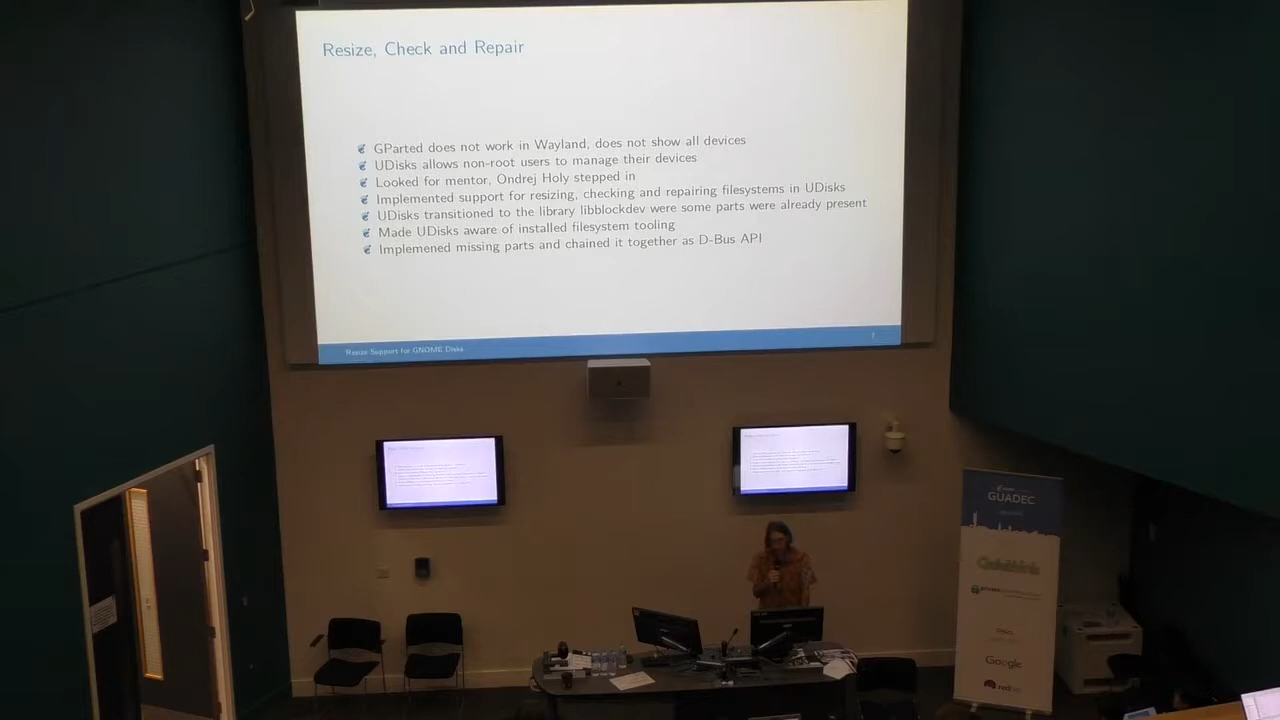 Resize, Check and Repair
GParted does not work in Wayland, does not show all devices
UDisks allows non-root users to manage their devices
Looked for mentor, Ondrej Holy stepped in
Implemented support for resizing, checking and repairing filesystems in UDisks
UDisks transitioned to the library libblockdev were some parts were already present
Made UDisks aware of installed filesystem tooling
Implemened missing parts and chained it together as D-Bus API
Resize Support for GNOME Disks
7
GUADEC
Google